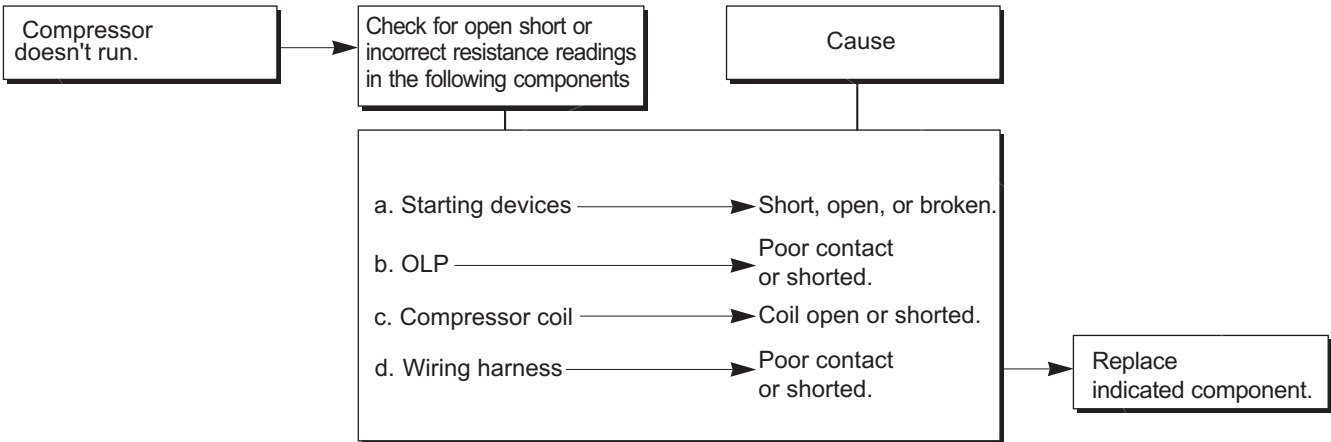 Compressor
doesn't run.
Check for open short or
incorrect resistance readings
in the following components
Cause
a. Starting devices
Short, open, or broken.
b. OLP
Poor contact
or shorted.
c. Compressor coil
Coil open or shorted.
d. Wiring harness
Poor contact
or shorted.
Replace
indicated component.